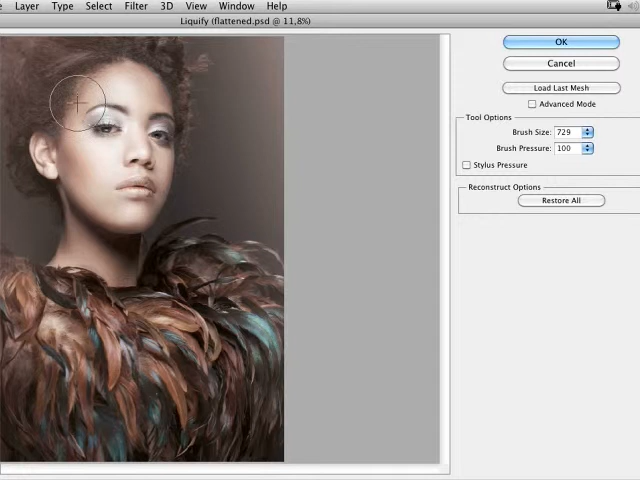 Layer Type Select Filter 3D View Window Help
Liquify (flattened.psd @ 11,8%)
OK
Cancel
Load Last Mesh
Advanced Mode
Tool Options
Brush Size: 729
Brush Pressure: 100
Stylus Pressure
Reconstruct Options
Restore All